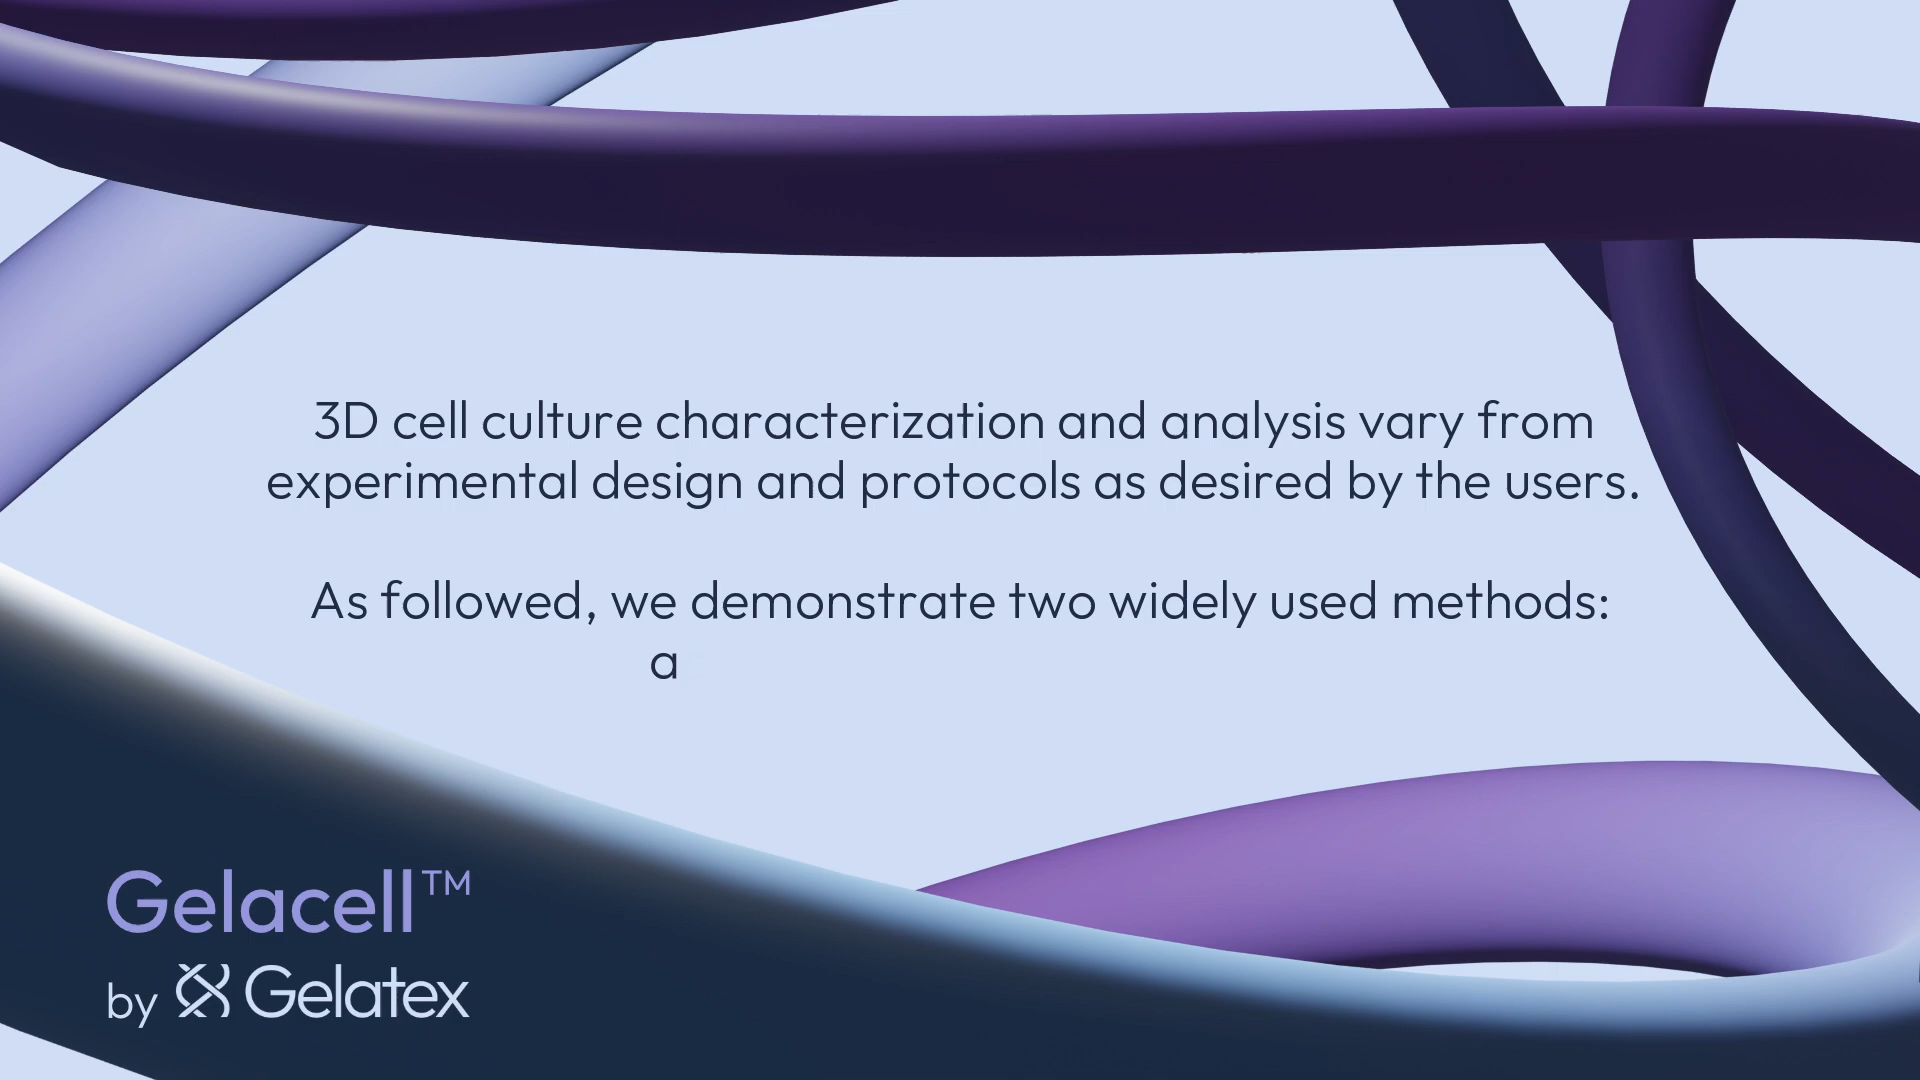 3D cell culture characterization and analysis vary from
experimental design and protocols as desired by the users.
As followed, we demonstrate two widely used methods:
a
Gelacell™
by Gelatex